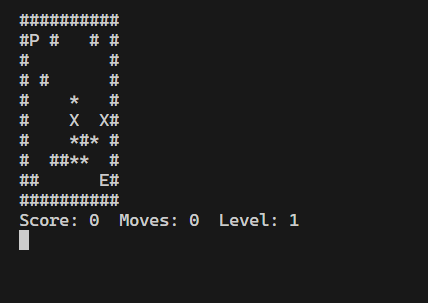 ##########
#P #   # #
#        #
# #      #
#    *   #
#    X  X#
#    *#* #
#  ##**  #
##      E#
##########
Score: 0  Moves: 0  Level: 1